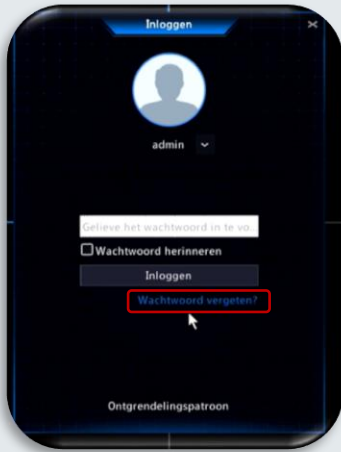 Inloggen
admin
Gelieve het wachtwoord in te vo...
Wachtwoord herinneren
Inloggen
Wachtwoord vergeten?
Ontgrendelingspatroon